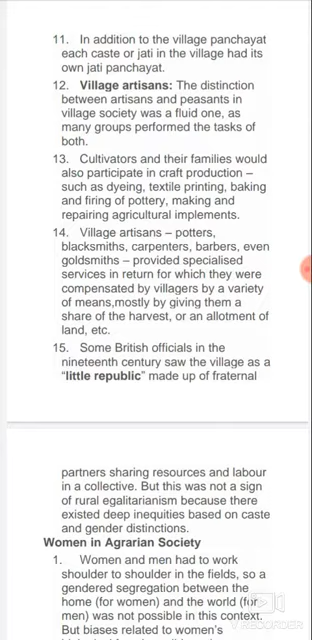 11. In addition to the village panchayat
each caste or jati in the village had its
own jati panchayat.
12. Village artisans: The distinction
between artisans and peasants in
village society was a fluid one, as
many groups performed the tasks of
both.
13. Cultivators and their families would
also participate in craft production –
such as dyeing, textile printing, baking
and firing of pottery, making and
repairing agricultural implements.
14. Village artisans – potters,
blacksmiths, carpenters, barbers, even
goldsmiths – provided specialised
services in return for which they were
compensated by villagers by a variety
of means,mostly by giving them a
share of the harvest, or an allotment of
land, etc.
15. Some British officials in the
nineteenth century saw the village as a
“little republic” made up of fraternal
partners sharing resources and labour
in a collective. But this was not a sign
of rural egalitarianism because there
existed deep inequities based on caste
and gender distinctions.
Women in Agrarian Society
1. Women and men had to work
shoulder to shoulder in the fields, so a
gendered segregation between the
home (for women) and the world (for
men) was not possible in this context.
But biases related to women's
V RECORDER